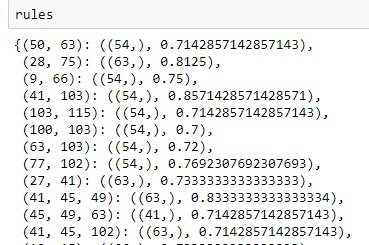 rules
{(50, 63): ((54,), 0.7142857142857143),
(28, 75): ((63,), 0.8125),
(9, 66): ((54,), 0.75),
(41, 103): ((54,), 0.8571428571428571),
(103, 115): ((54,), 0.7142857142857143),
(100, 103): ((54,), 0.7),
(63, 103): ((54,), 0.72),
(77, 102): ((54,), 0.7692307692307693),
(27, 41): ((63,), 0.7333333333333333),
(41, 45, 49): ((63,), 0.8333333333333334),
(45, 49, 63): ((41,), 0.7142857142857143),
(41, 45, 102): ((63,), 0.7142857142857143),